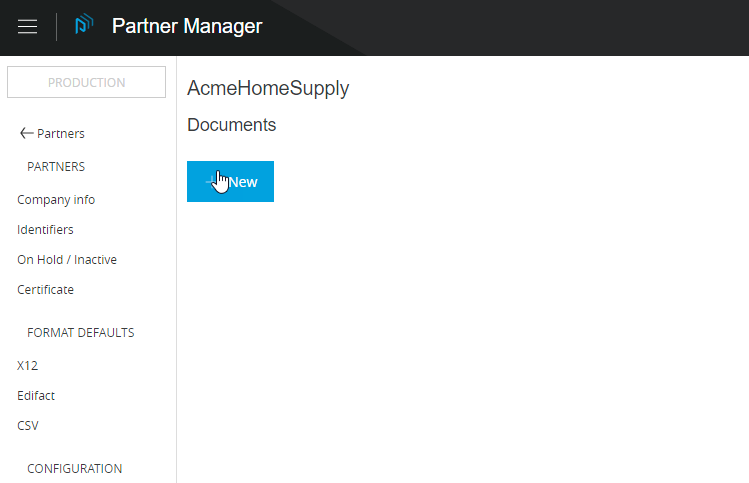 Partner Manager
PRODUCTION
← Partners
PARTNERS
Company info
Identifiers
On Hold / Inactive
Certificate
FORMAT DEFAULTS
X12
Edifact
CSV
CONFIGURATION
AcmeHomeSupply
Documents
New